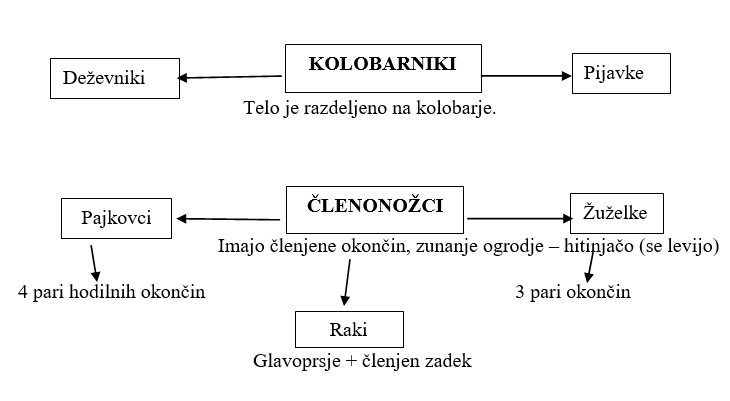 KOLOBARNIKI
Deževniki
Pijavke
Telo je razdeljeno na kolobarje.
ČLENONOŽCI
Pajkovci
Žuželke
Imajo členjene okončin, zunanje ogrodje – hitinjačo (se levijo)
4 pari hodilnih okončin
3 pari okončin
Raki
Glavoprsje + členjen zadek